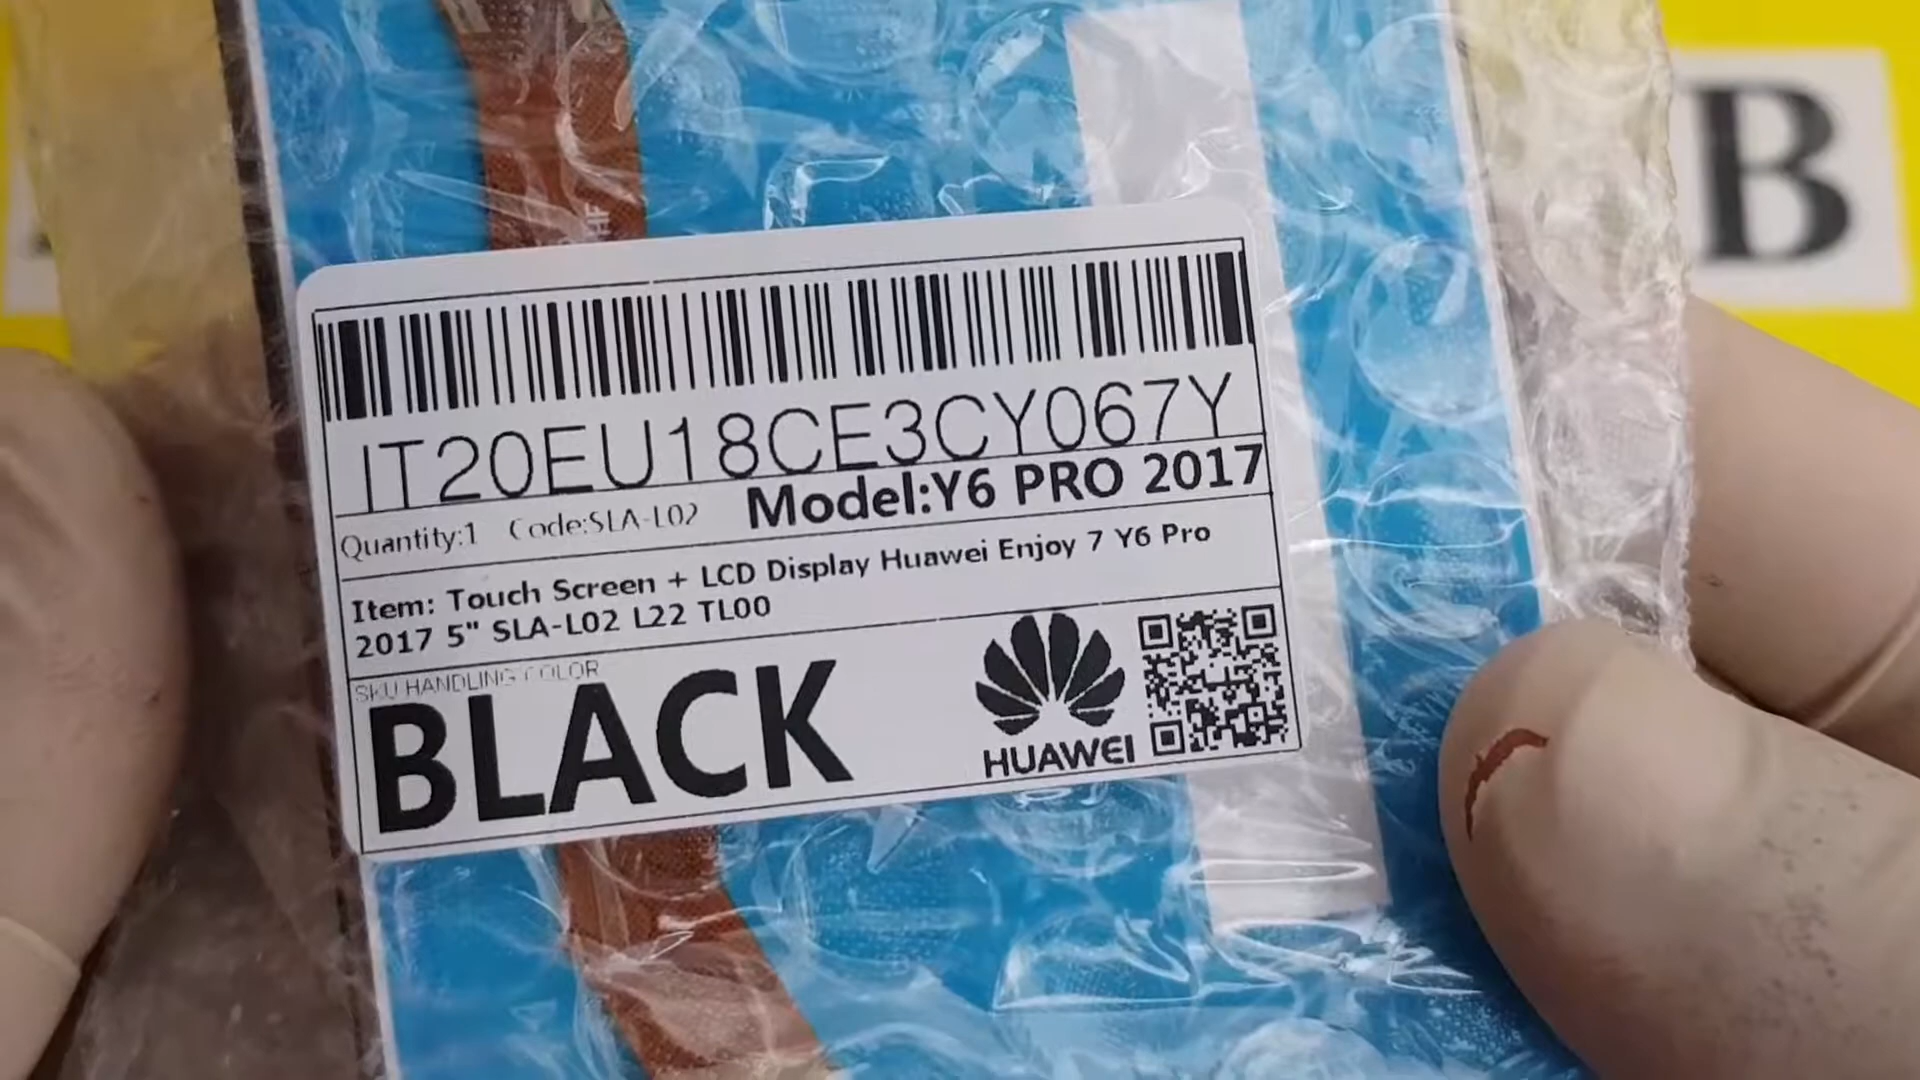 B
IT20EU18CE3CY067Y
Quantity:1 Code:SLA-L02 Model:Y6 PRO 2017
Item: Touch Screen + LCD Display Huawei Enjoy 7 Y6 Pro
2017 5" SLA-L02 L22 TL00
SKU HANDLING COLOR
BLACK
HUAWEI